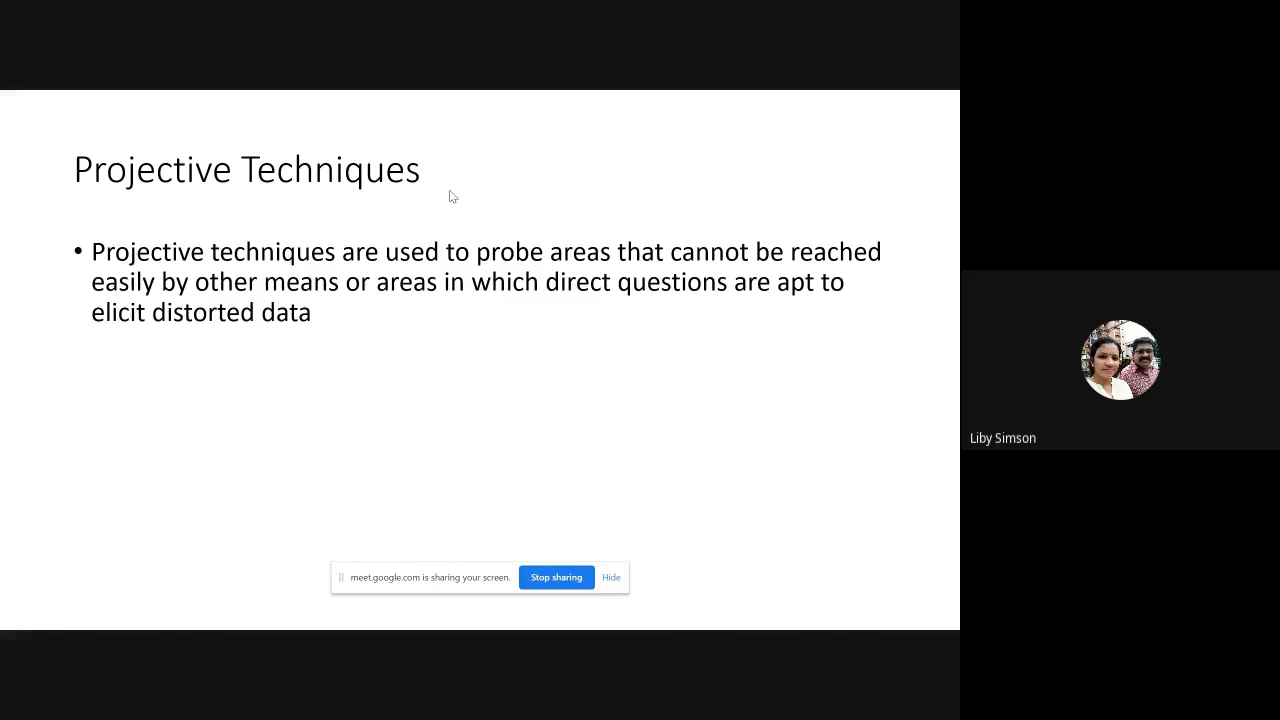 Projective Techniques
• Projective techniques are used to probe areas that cannot be reached
easily by other means or areas in which direct questions are apt to
elicit distorted data
meet.google.com is sharing your screen. Stop sharing Hide
Liby Simson